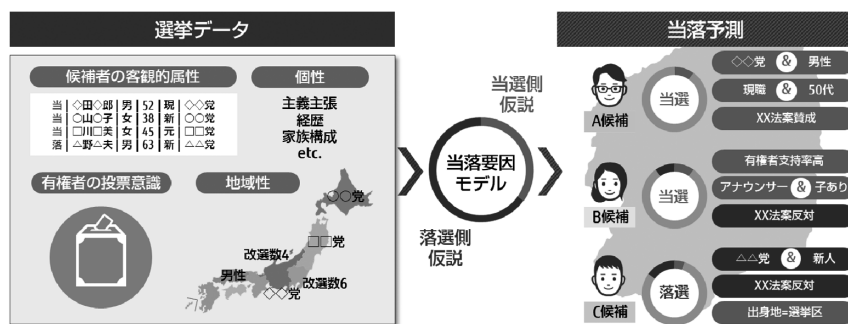 選挙データ
候補者の客観的属性
当 ◇田◇郎 男 52 現 ◇◇党
当 〇山〇子 女 38 新 〇〇党
当 □川□美 女 45 元 □□党
落 △野△夫 男 63 新 △△党
個性
主義主張
経歴
家族構成
etc.
有権者の投票意識
地域性
〇〇党
□□党
改選数4
男性
改選数6
◇◇党
当選側
仮説
当落要因
モデル
落選側
仮説
当落予測
A候補
当選
◇◇党 & 男性
現職 & 50代
XX法案賛成
B候補
当選
有権者支持率高
アナウンサー & 子あり
XX法案反対
C候補
落選
△△党 & 新人
XX法案反対
出身地=選挙区